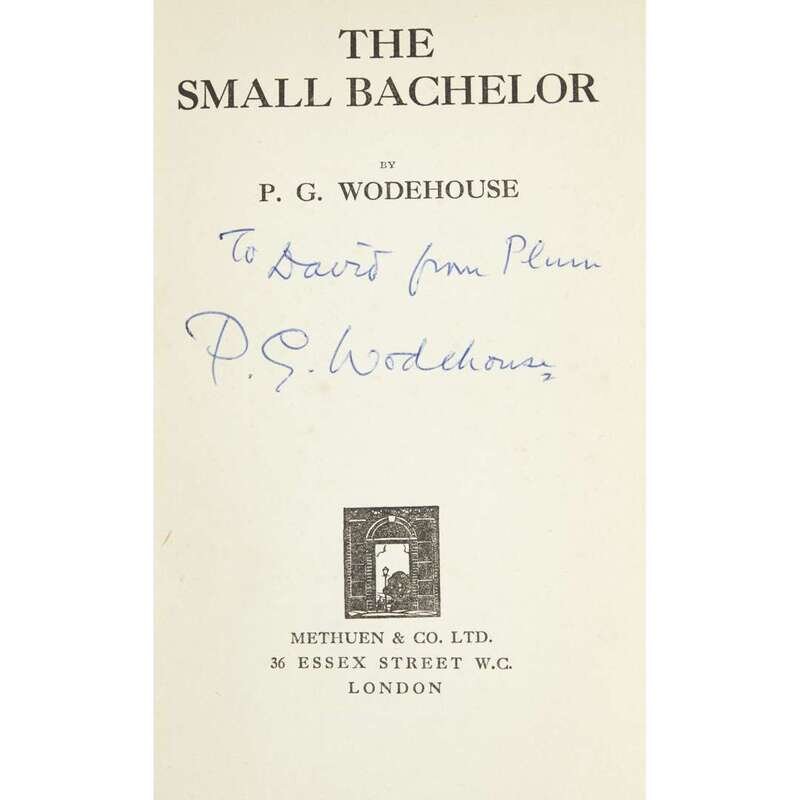 THE
SMALL BACHELOR
BY
P. G. WODEHOUSE
To David from Plum
P. G. Wodehouse
METHUEN & CO. LTD.
36 ESSEX STREET W.C.
LONDON